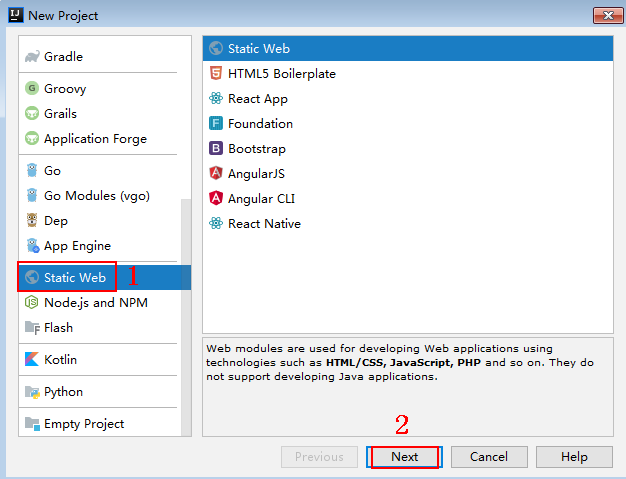 New Project
Gradle
Groovy
Grails
Application Forge
Go
Go Modules (vgo)
Dep
App Engine
Static Web
1
Node.js and NPM
Flash
Kotlin
Python
Empty Project
Static Web
HTML5 Boilerplate
React App
Foundation
Bootstrap
AngularJS
Angular CLI
React Native
Web modules are used for developing Web applications using
technologies such as HTML/CSS, JavaScript, PHP and so on. They do
not support developing Java applications.
2
Previous
Next
Cancel
Help